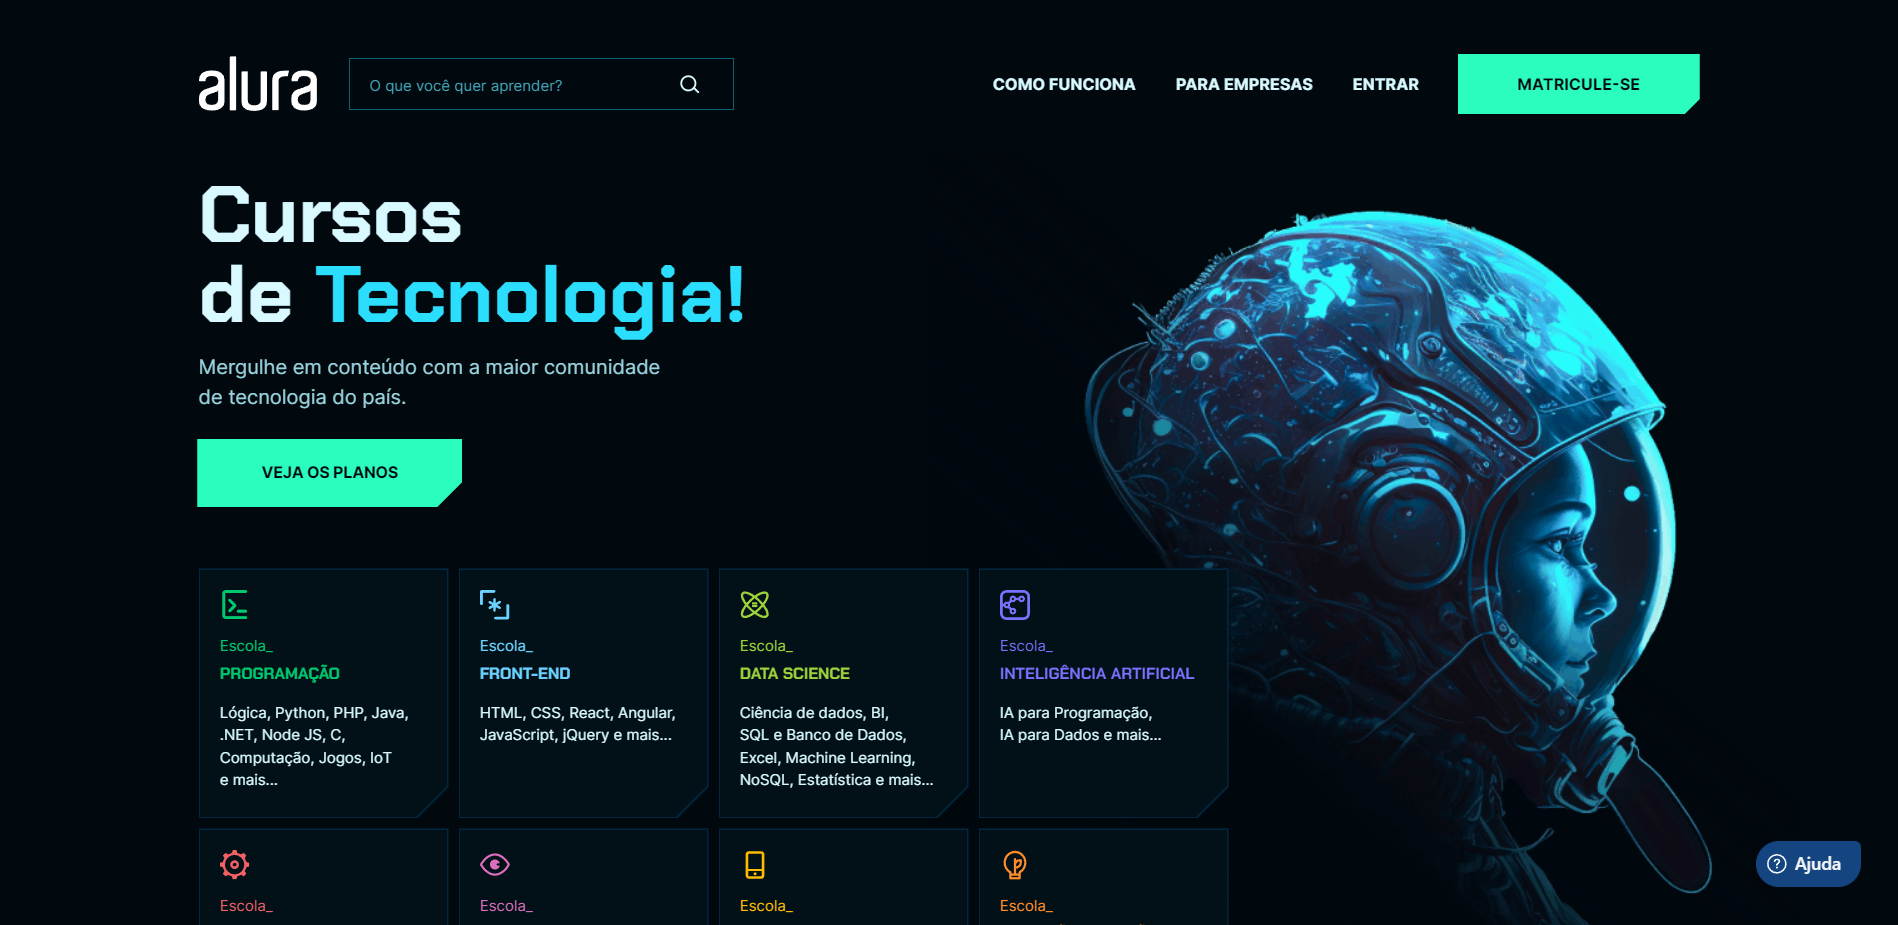 alura
O que você quer aprender?
COMO FUNCIONA
PARA EMPRESAS
ENTRAR
MATRICULE-SE
Cursos
de Tecnologia!
Mergulhe em conteúdo com a maior comunidade
de tecnologia do país.
VEJA OS PLANOS
Escola_
PROGRAMAÇÃO
Lógica, Python, PHP, Java,
.NET, Node JS, C,
Computação, Jogos, IoT
e mais...
Escola_
FRONT-END
HTML, CSS, React, Angular,
JavaScript, jQuery e mais...
Escola_
DATA SCIENCE
Ciência de dados, BI,
SQL e Banco de Dados,
Excel, Machine Learning,
NoSQL, Estatística e mais...
Escola_
INTELIGÊNCIA ARTIFICIAL
IA para Programação,
IA para Dados e mais...
Escola_
Escola_
Escola_
Escola_
Ajuda